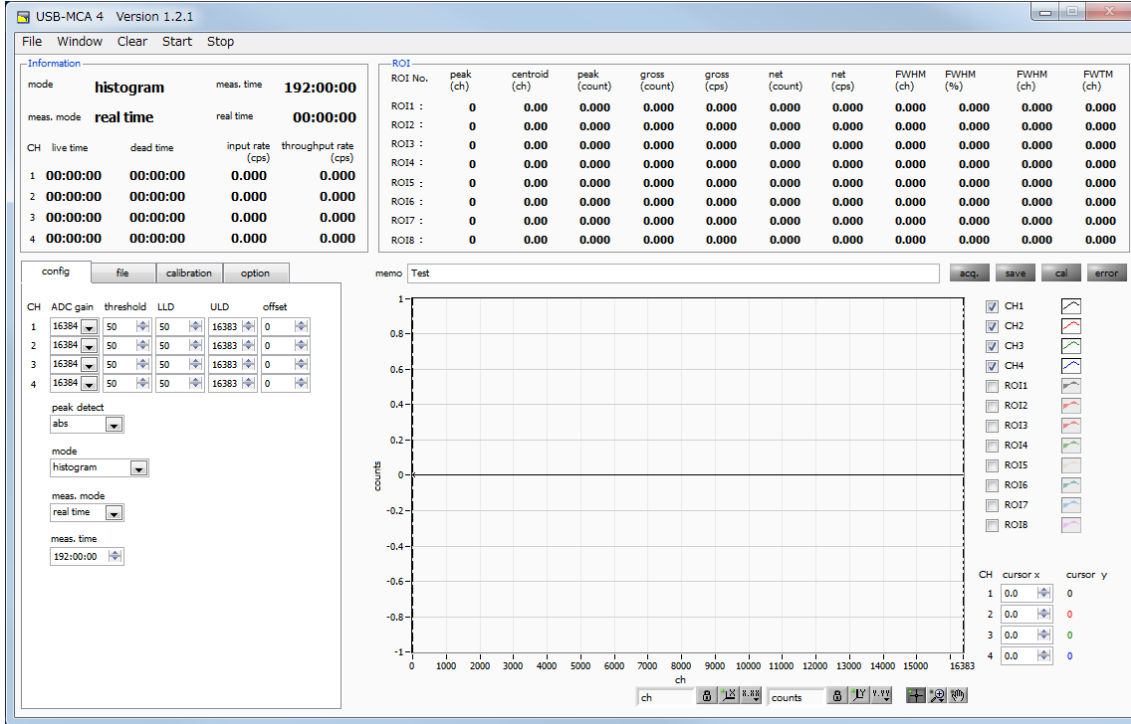 USB-MCA 4 Version 1.2.1
File Window Clear Start Stop
Information
mode histogram meas. time 192:00:00
meas. mode real time real time 00:00:00
CH live time dead time input rate (cps) throughput rate (cps)
1 00:00:00 00:00:00 0.000 0.000
2 00:00:00 00:00:00 0.000 0.000
3 00:00:00 00:00:00 0.000 0.000
4 00:00:00 00:00:00 0.000 0.000
ROI
ROI No. peak (ch) centroid (ch) peak (count) gross (count) gross (cps) net (count) net (cps) FWHM (ch) FWHM (%) FWHM (ch) FWTM (ch)
ROI1 : 0 0.00 0.000 0.000 0.000 0.000 0.000 0.000 0.000 0.000 0.000
ROI2 : 0 0.00 0.000 0.000 0.000 0.000 0.000 0.000 0.000 0.000 0.000
ROI3 : 0 0.00 0.000 0.000 0.000 0.000 0.000 0.000 0.000 0.000 0.000
ROI4 : 0 0.00 0.000 0.000 0.000 0.000 0.000 0.000 0.000 0.000 0.000
ROI5 : 0 0.00 0.000 0.000 0.000 0.000 0.000 0.000 0.000 0.000 0.000
ROI6 : 0 0.00 0.000 0.000 0.000 0.000 0.000 0.000 0.000 0.000 0.000
ROI7 : 0 0.00 0.000 0.000 0.000 0.000 0.000 0.000 0.000 0.000 0.000
ROI8 : 0 0.00 0.000 0.000 0.000 0.000 0.000 0.000 0.000 0.000 0.000
config file calibration option
CH ADC gain threshold LLD ULD offset
1 16384 50 50 16383 0
2 16384 50 50 16383 0
3 16384 50 50 16383 0
4 16384 50 50 16383 0
peak detect
abs
mode
histogram
meas. mode
real time
meas. time
192:00:00
memo Test
acq. save cal error
1
0.8
0.6
0.4
0.2
0
-0.2
-0.4
-0.6
-0.8
-1
counts
0 1000 2000 3000 4000 5000 6000 7000 8000 9000 10000 11000 12000 13000 14000 15000 16383
ch
ch X X.XX counts Y Y.YY
CH1
CH2
CH3
CH4
ROI1
ROI2
ROI3
ROI4
ROI5
ROI6
ROI7
ROI8
CH cursor x cursor y
1 0.0 0
2 0.0 0
3 0.0 0
4 0.0 0